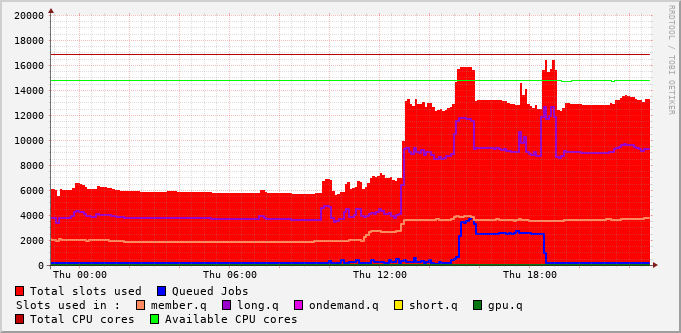 20000
18000
16000
14000
12000
10000
8000
6000
4000
2000
0
Thu 00:00 Thu 06:00 Thu 12:00 Thu 18:00
RRDTOOL / TOBI OETIKER
Total slots used Queued Jobs
Slots used in : member.q long.q ondemand.q short.q gpu.q
Total CPU cores Available CPU cores